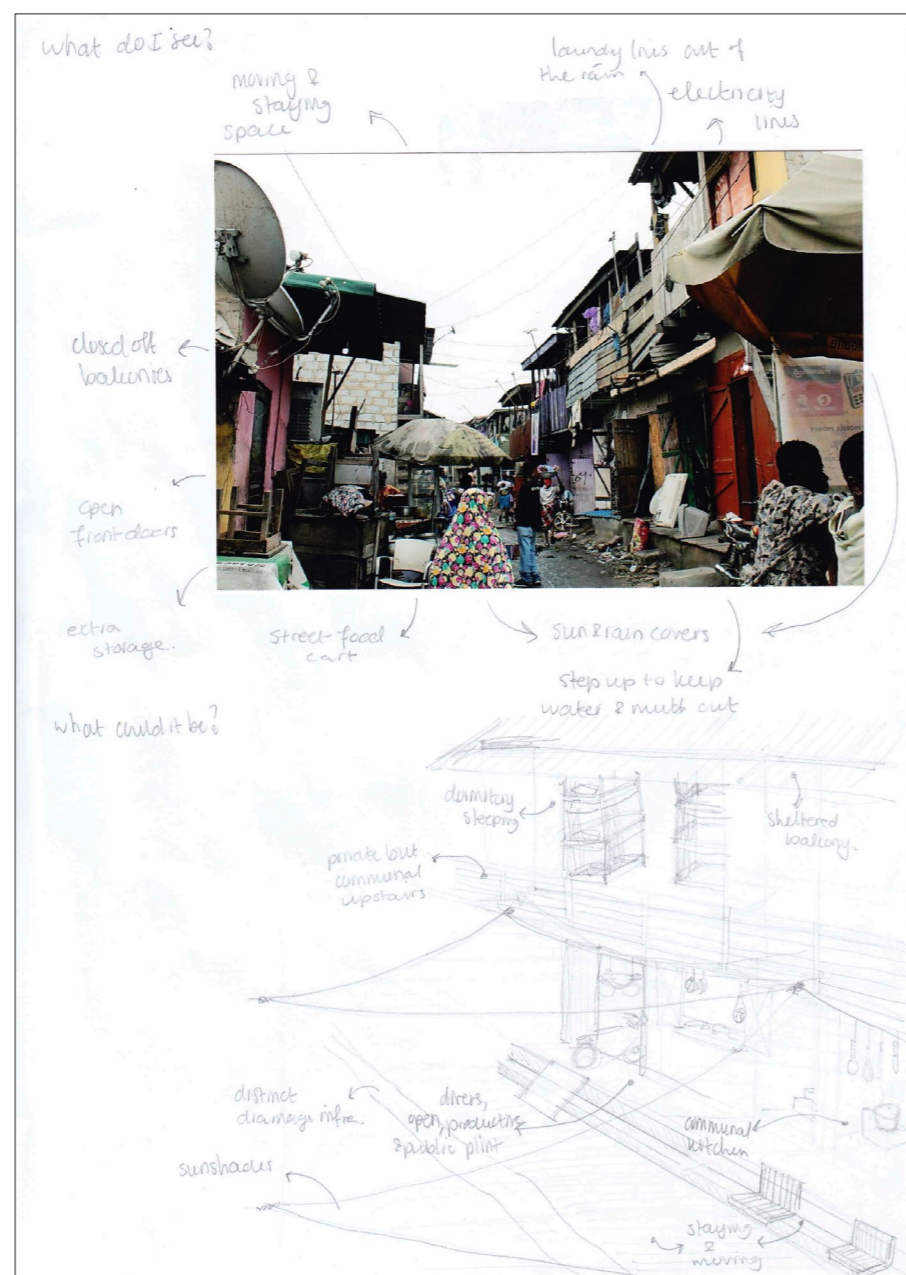 what do I see?
moving &
staying
space
laundry lines out of
the rain
electricity
lines
closed off
balconies
open
front doors
extra
storage.
street-food
cart
sun & rain covers
step up to keep
water & mutt out
what could it be?
dormitory
sleeping
sheltered
balcony.
private but
communal
upstairs
distinct
drainage infra.
divers,
open, productive
& public plint
communal
kitchen
sunshades
staying
&
moving